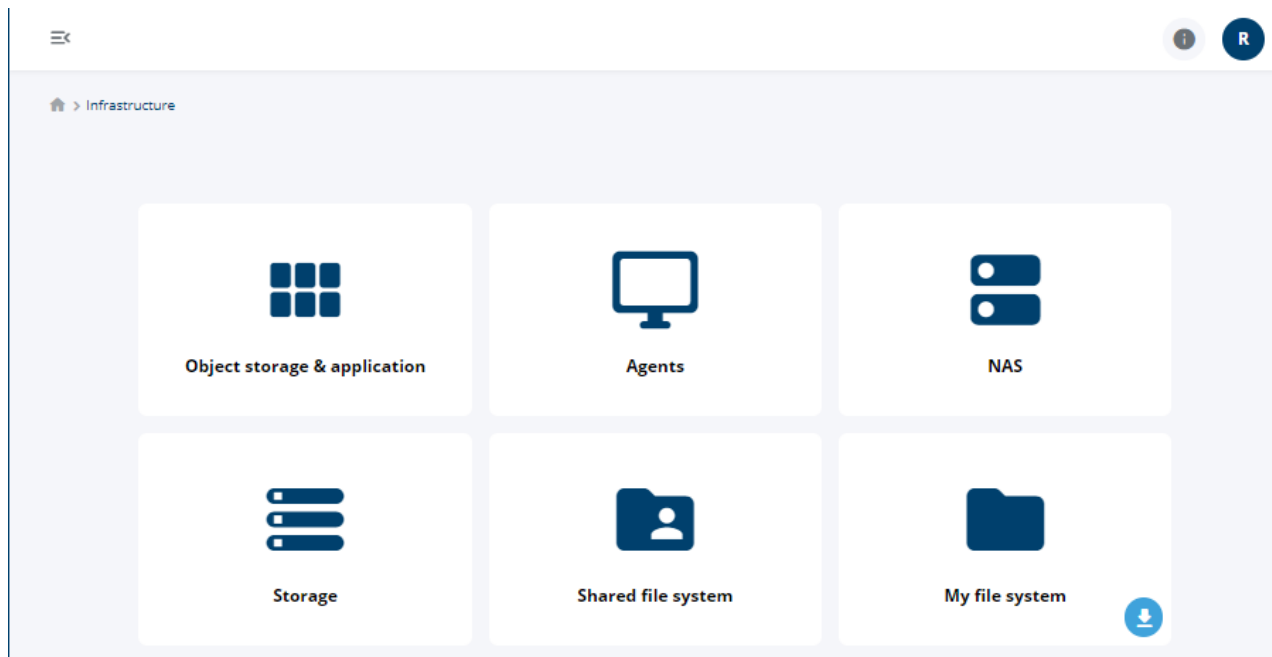 R
> Infrastructure
Object storage & application
Agents
NAS
Storage
Shared file system
My file system